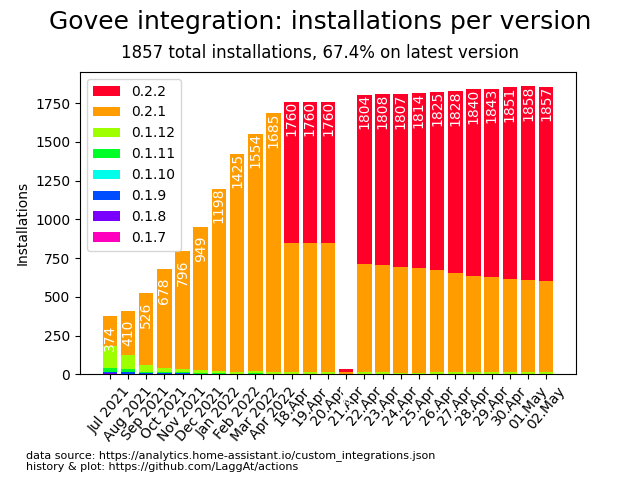 Govee integration: installations per version
1857 total installations, 67.4% on latest version
Installations
0
250
500
750
1000
1250
1500
1750
0.2.2
0.2.1
0.1.12
0.1.11
0.1.10
0.1.9
0.1.8
0.1.7
374
410
526
678
796
949
1198
1425
1554
1685
1760
1760
1760
1804
1808
1807
1814
1825
1828
1840
1843
1851
1858
1857
Jul 2021
Aug 2021
Sep 2021
Oct 2021
Nov 2021
Dec 2021
Jan 2022
Feb 2022
Mar 2022
Apr 2022
18.Apr
19.Apr
20.Apr
21.Apr
22.Apr
23.Apr
24.Apr
25.Apr
26.Apr
27.Apr
28.Apr
29.Apr
30.Apr
01.May
02.May
data source: https://analytics.home-assistant.io/custom_integrations.json
history & plot: https://github.com/LaggAt/actions